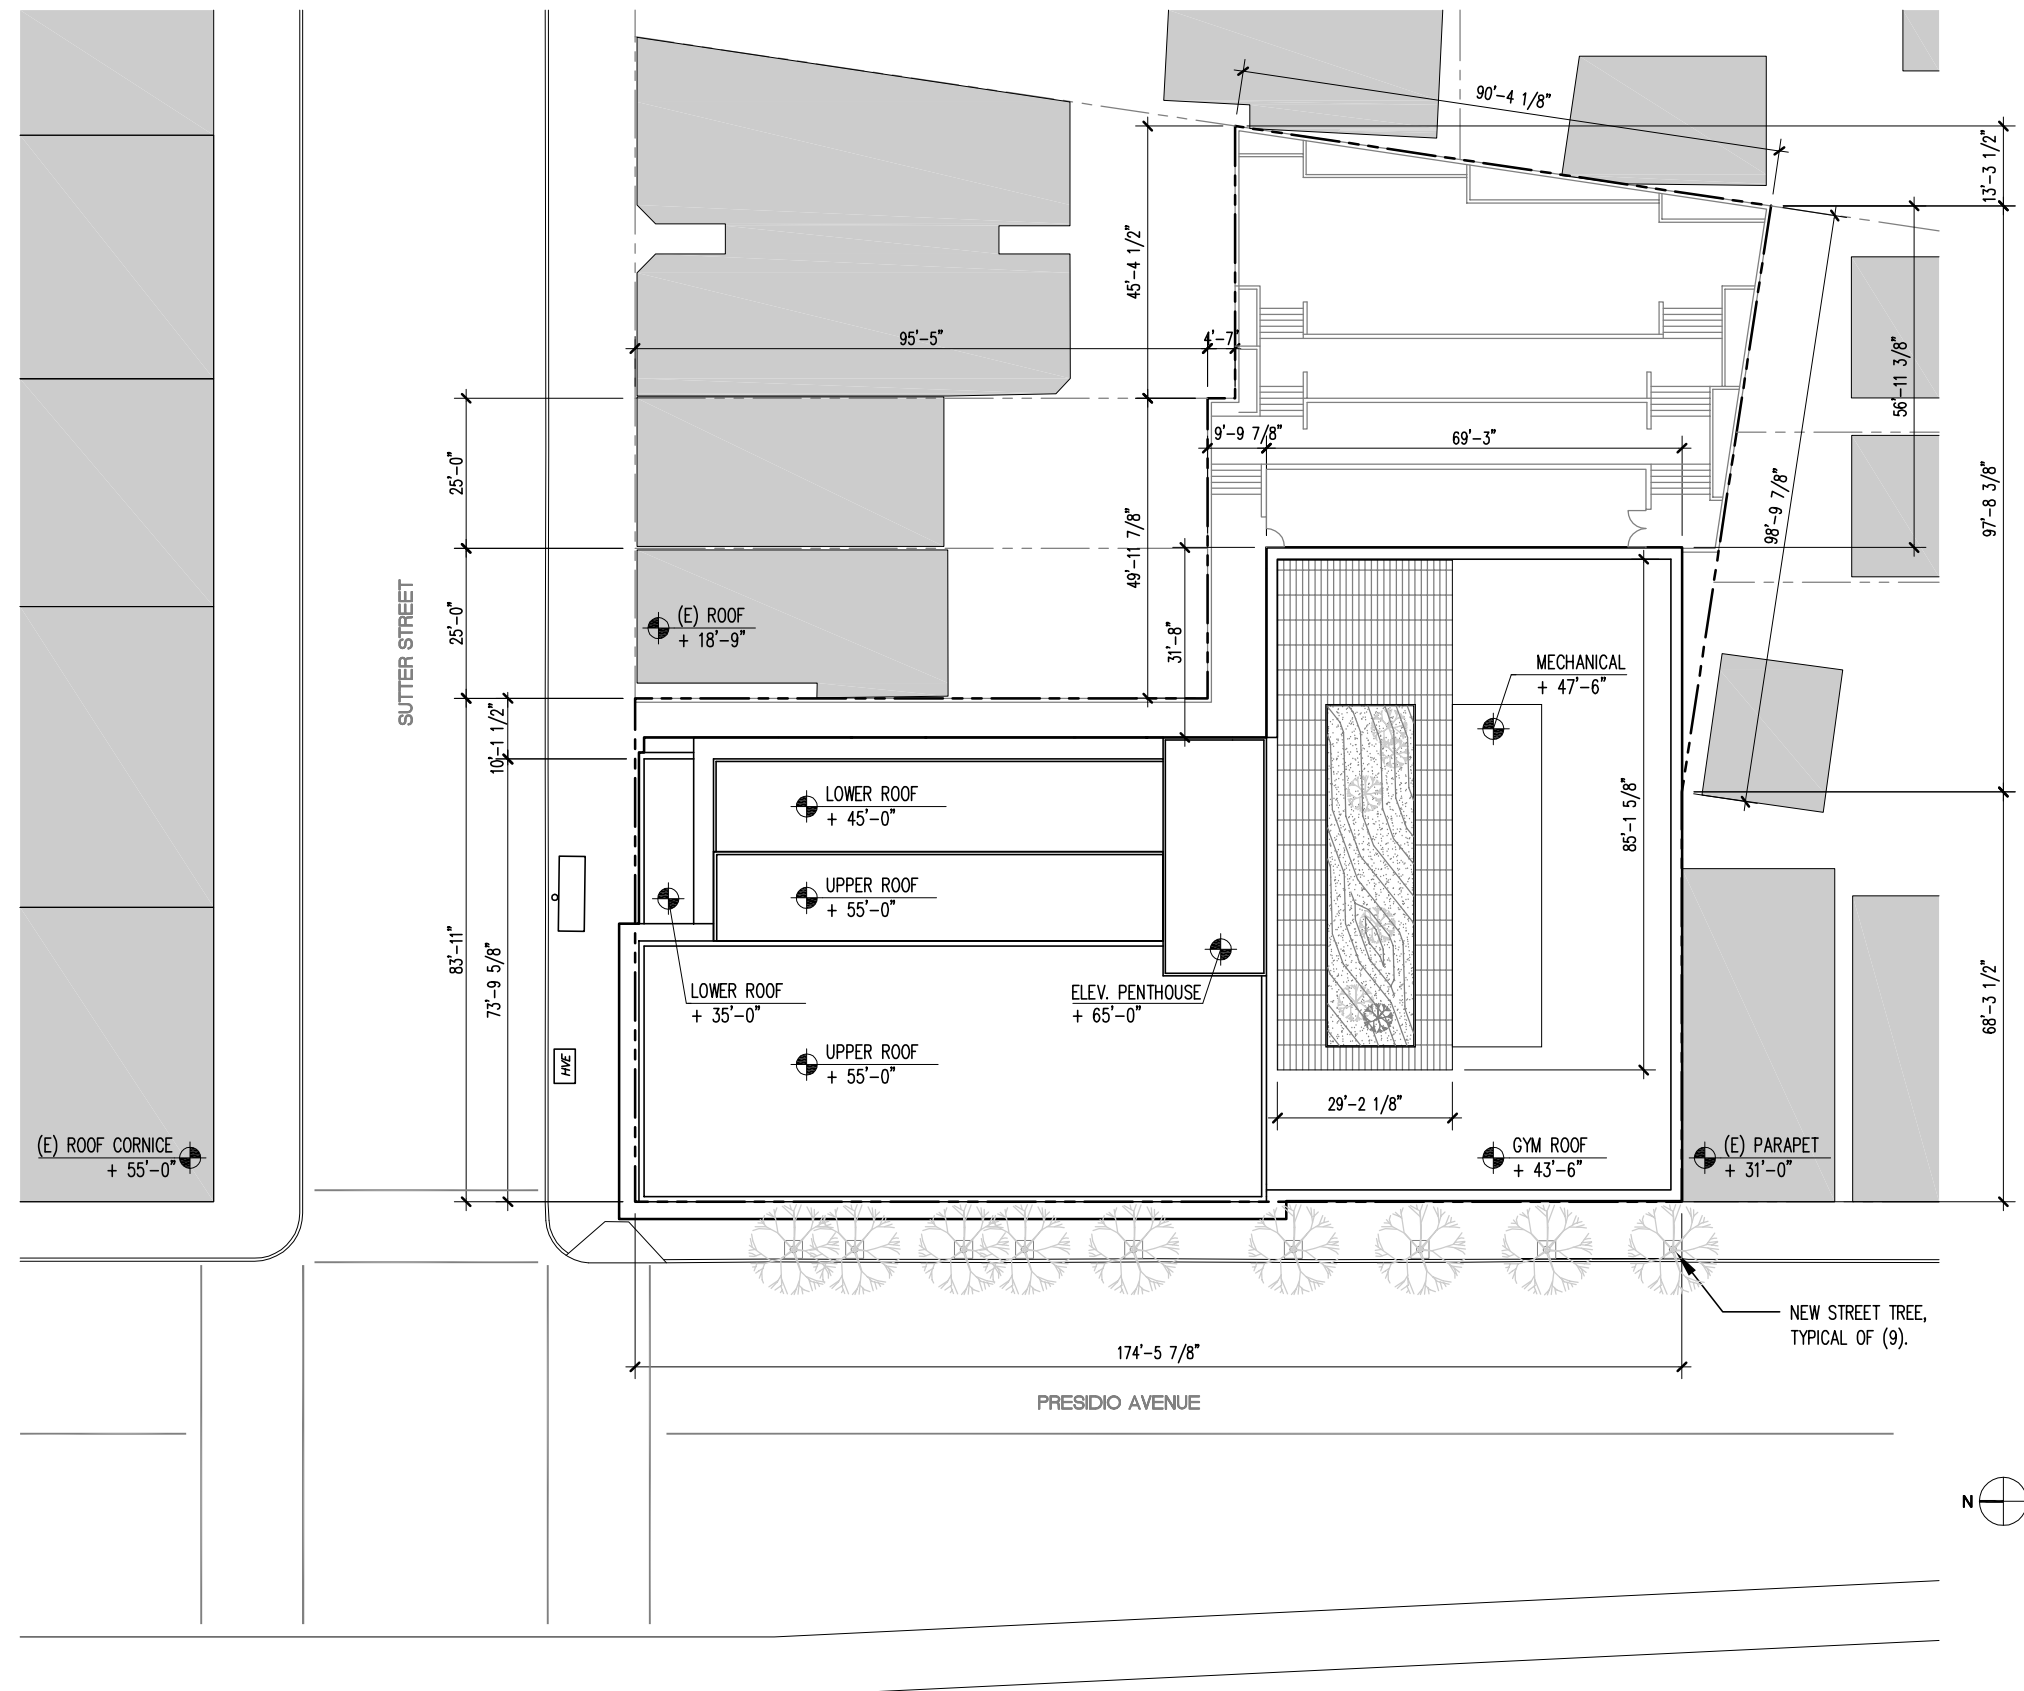 90'-4 1/8"
13'-3 1/2"
45'-4 1/2"
95'-5"
4'-7"
56'-11 3/8"
9'-9 7/8"
69'-3"
25'-0"
49'-11 7/8"
98'-9 7/8"
97'-8 3/8"
SUTTER STREET
25'-0"
(E) ROOF
+ 18'-9"
31'-8"
MECHANICAL
+ 47'-6"
10'-1 1/2"
LOWER ROOF
+ 45'-0"
85'-1 5/8"
UPPER ROOF
+ 55'-0"
83'-11"
73'-9 5/8"
LOWER ROOF
+ 35'-0"
ELEV. PENTHOUSE
+ 65'-0"
68'-3 1/2"
UPPER ROOF
+ 55'-0"
HVE
29'-2 1/8"
(E) ROOF CORNICE
+ 55'-0"
GYM ROOF
+ 43'-6"
(E) PARAPET
+ 31'-0"
NEW STREET TREE,
TYPICAL OF (9).
174'-5 7/8"
PRESIDIO AVENUE
N